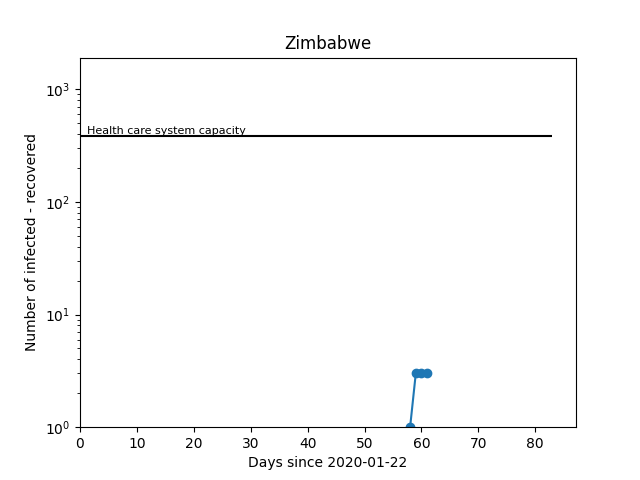 Zimbabwe
Number of infected - recovered
10³
10²
10¹
10⁰
Health care system capacity
0 10 20 30 40 50 60 70 80
Days since 2020-01-22